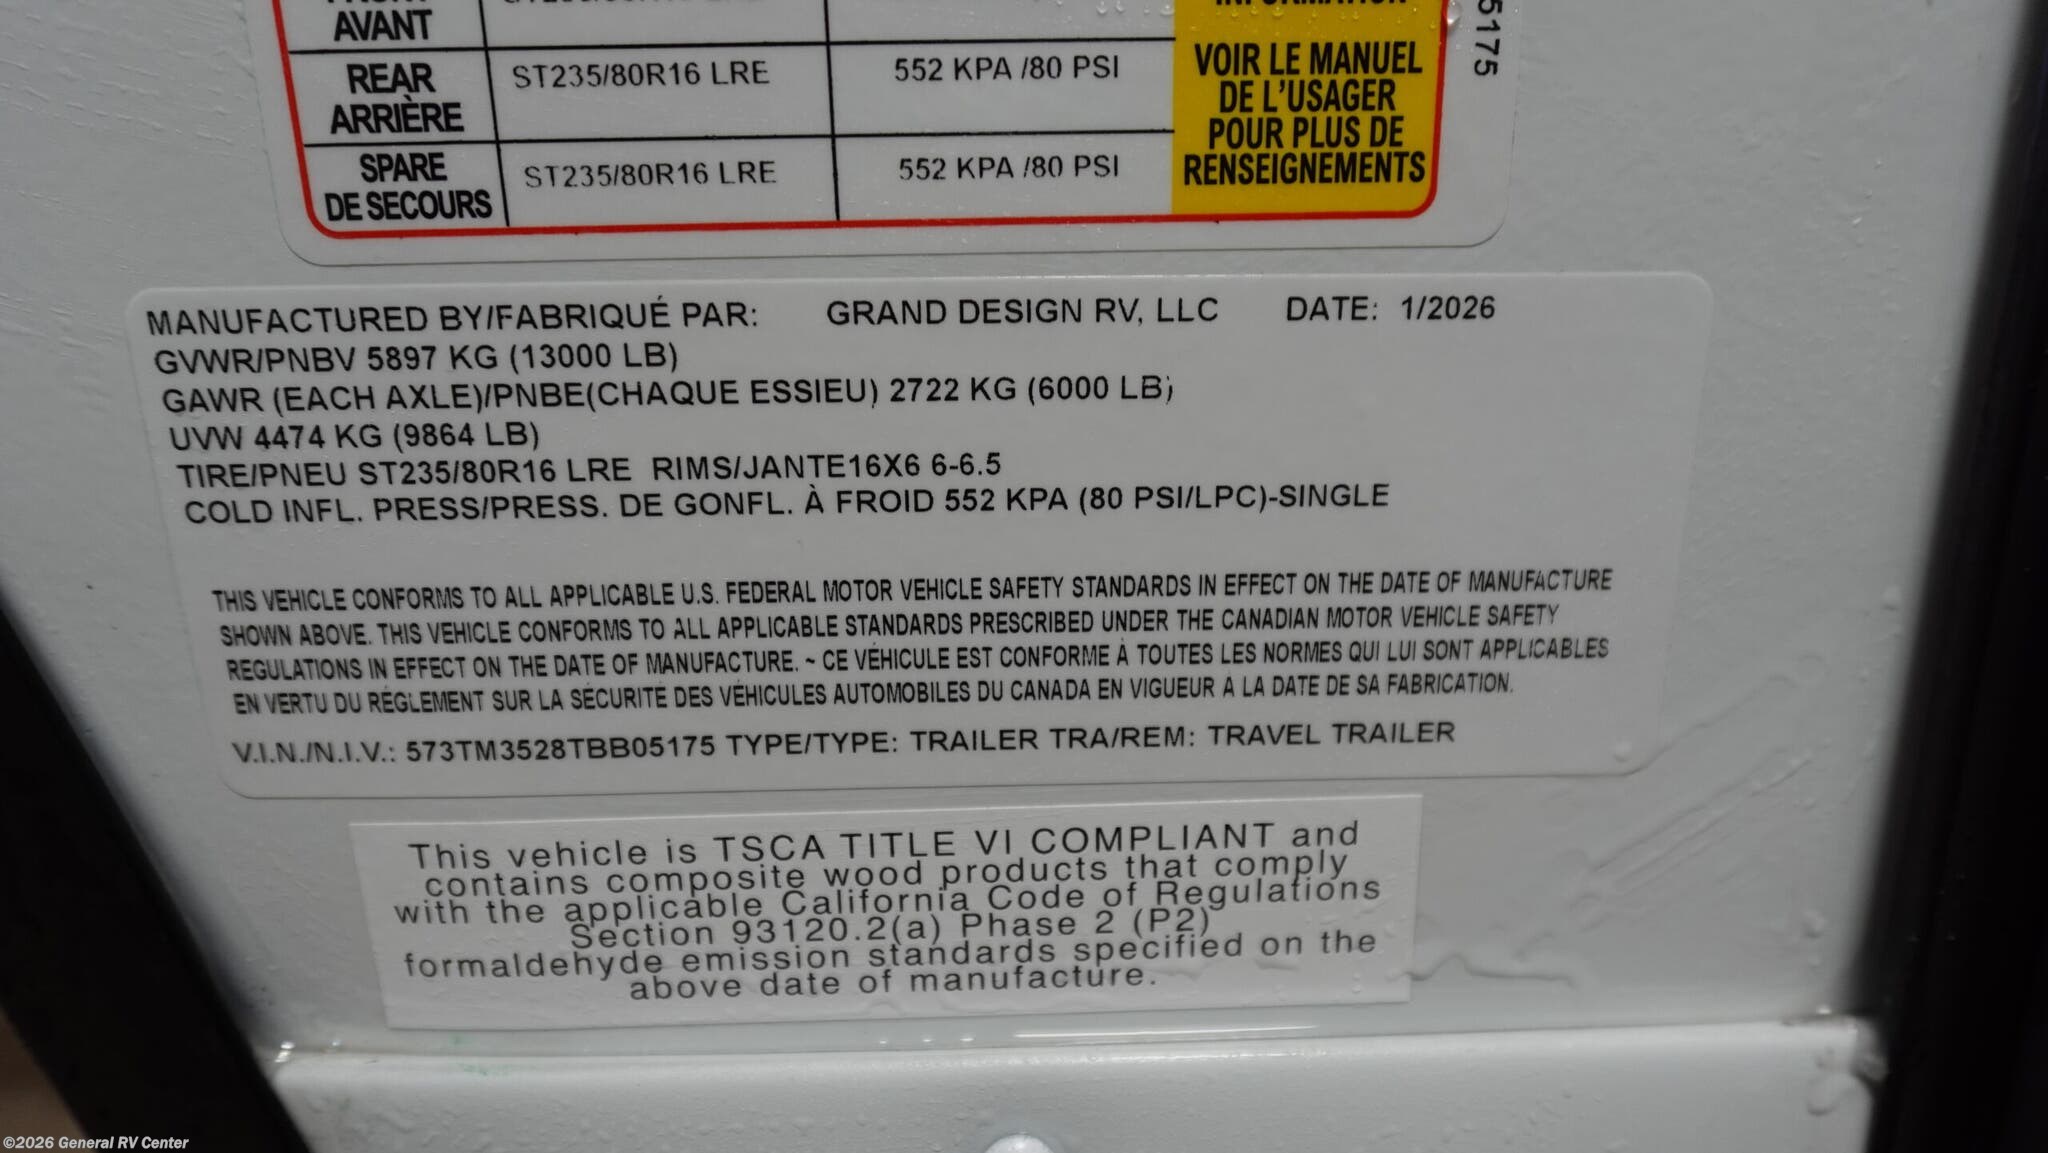 AVANT
REAR ST235/80R16 LRE 552 KPA /80 PSI
ARRIÈRE
SPARE ST235/80R16 LRE 552 KPA /80 PSI
DE SECOURS
VOIR LE MANUEL
DE L'USAGER
POUR PLUS DE
RENSEIGNEMENTS
5175
MANUFACTURED BY/FABRIQUÉ PAR: GRAND DESIGN RV, LLC DATE: 1/2026
GVWR/PNBV 5897 KG (13000 LB)
GAWR (EACH AXLE)/PNBE(CHAQUE ESSIEU) 2722 KG (6000 LB)
UVW 4474 KG (9864 LB)
TIRE/PNEU ST235/80R16 LRE RIMS/JANTE16X6 6-6.5
COLD INFL. PRESS/PRESS. DE GONFL. À FROID 552 KPA (80 PSI/LPC)-SINGLE
THIS VEHICLE CONFORMS TO ALL APPLICABLE U.S. FEDERAL MOTOR VEHICLE SAFETY STANDARDS IN EFFECT ON THE DATE OF MANUFACTURE
SHOWN ABOVE. THIS VEHICLE CONFORMS TO ALL APPLICABLE STANDARDS PRESCRIBED UNDER THE CANADIAN MOTOR VEHICLE SAFETY
REGULATIONS IN EFFECT ON THE DATE OF MANUFACTURE. ~ CE VÉHICULE EST CONFORME À TOUTES LES NORMES QUI LUI SONT APPLICABLES
EN VERTU DU RÉGLEMENT SUR LA SÉCURITÉ DES VÉHICULES AUTOMOBILES DU CANADA EN VIGUEUR À LA DATE DE SA FABRICATION.
V.I.N./N.I.V.: 573TM3528TBB05175 TYPE/TYPE: TRAILER TRA/REM: TRAVEL TRAILER
This vehicle is TSCA TITLE VI COMPLIANT and
contains composite wood products that comply
with the applicable California Code of Regulations
Section 93120.2(a) Phase 2 (P2)
formaldehyde emission standards specified on the
above date of manufacture.
©2026 General RV Center